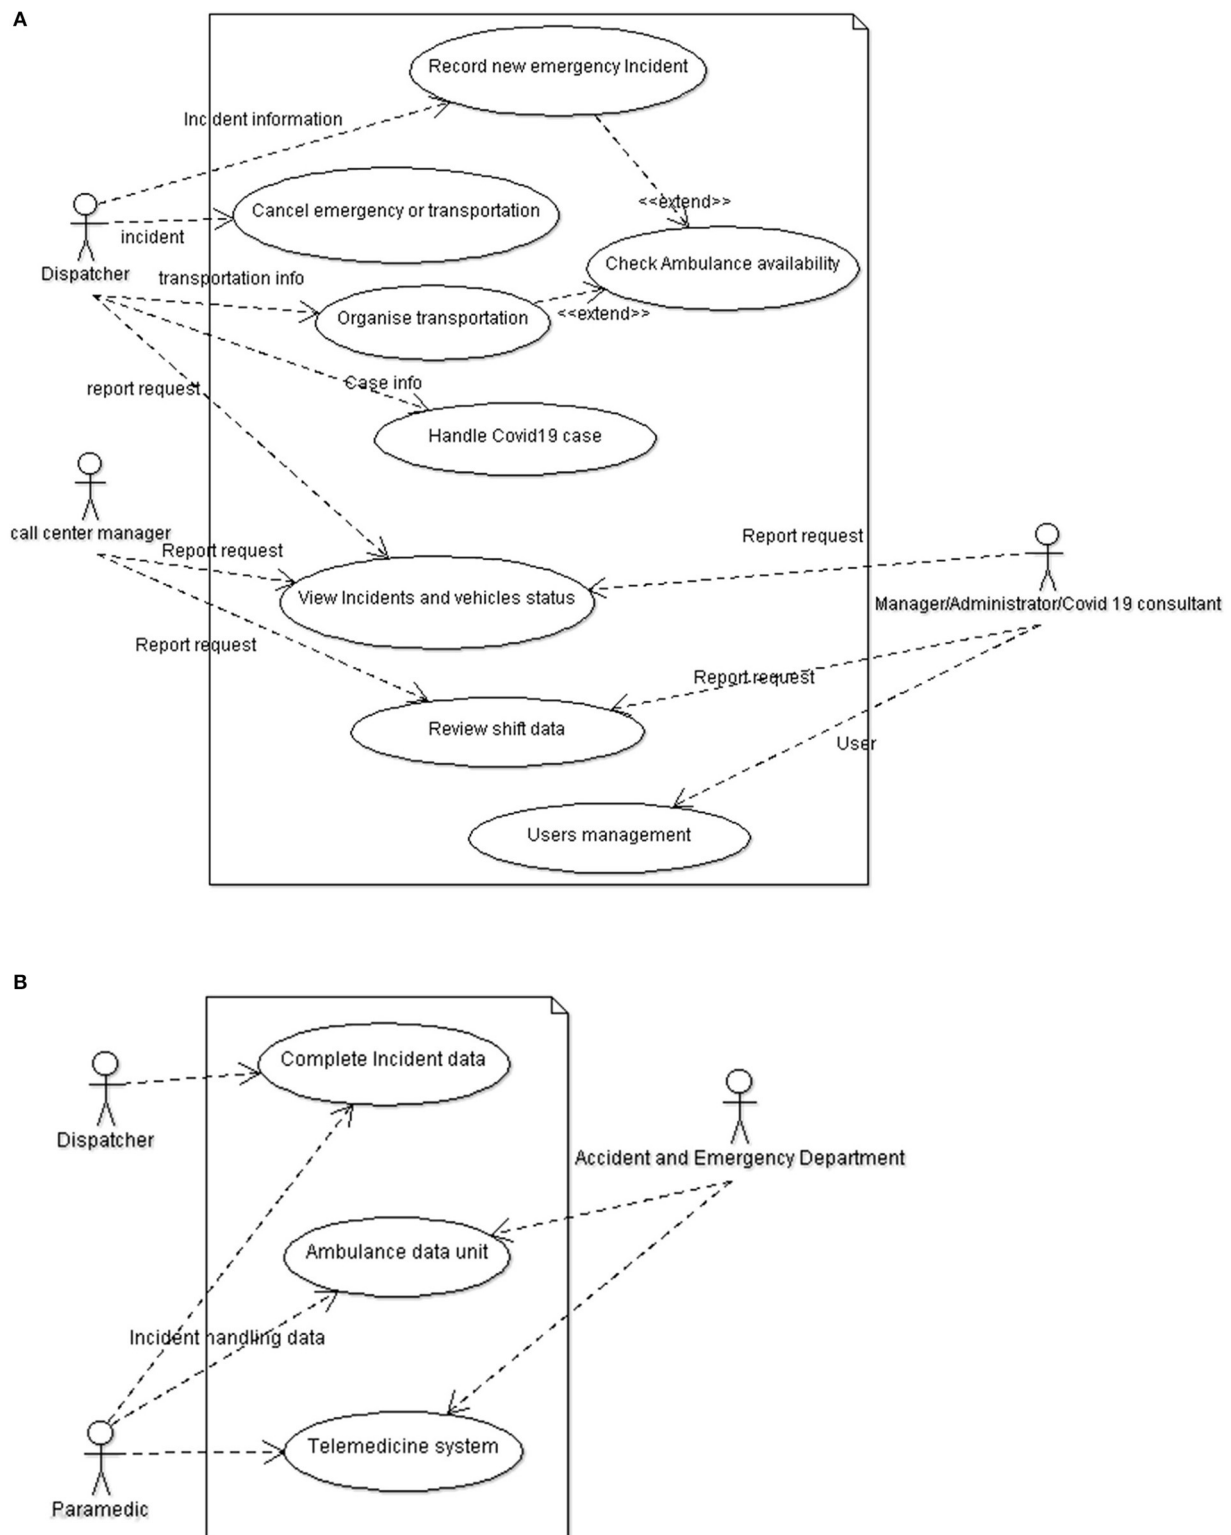 A
Record new emergency Incident
Incident information
Cancel emergency or transportation
<<extend>>
incident
Dispatcher
transportation info
Check Ambulance availability
Organise transportation
<<extend>>
report request
Case info
Handle Covid19 case
call center manager
Report request
Report request
View Incidents and vehicles status
Manager/Administrator/Covid 19 consultant
Report request
Report request
Review shift data
User
Users management
B
Complete Incident data
Dispatcher
Accident and Emergency Department
Ambulance data unit
Incident handling data
Telemedicine system
Paramedic